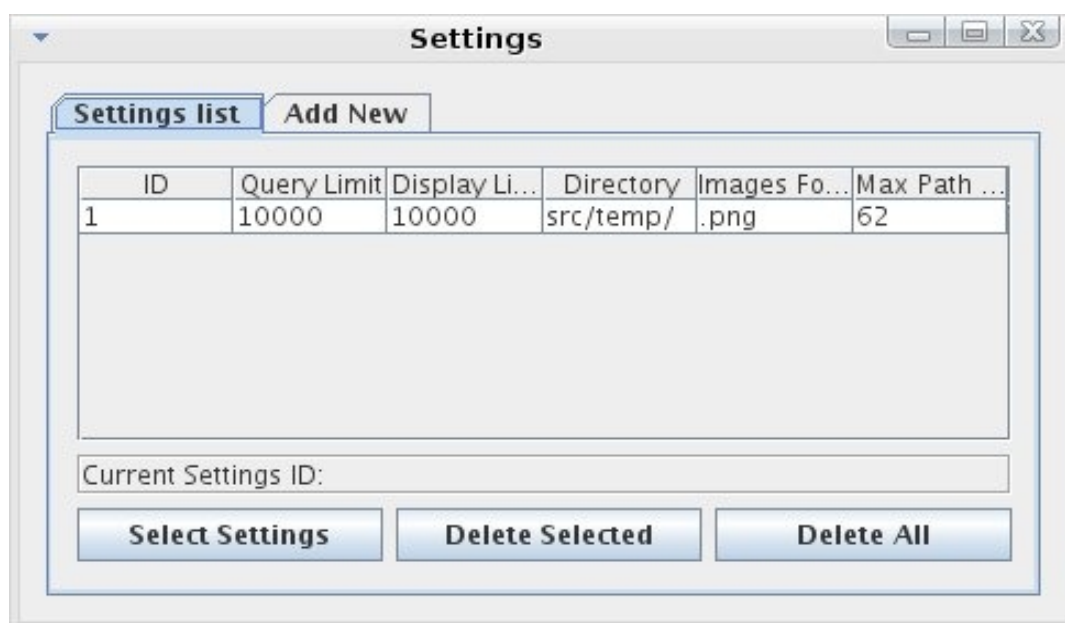 Settings
Settings list Add New
ID Query Limit Display Li... Directory Images Fo... Max Path ...
1 10000 10000 src/temp/ .png 62
Current Settings ID:
Select Settings Delete Selected Delete All